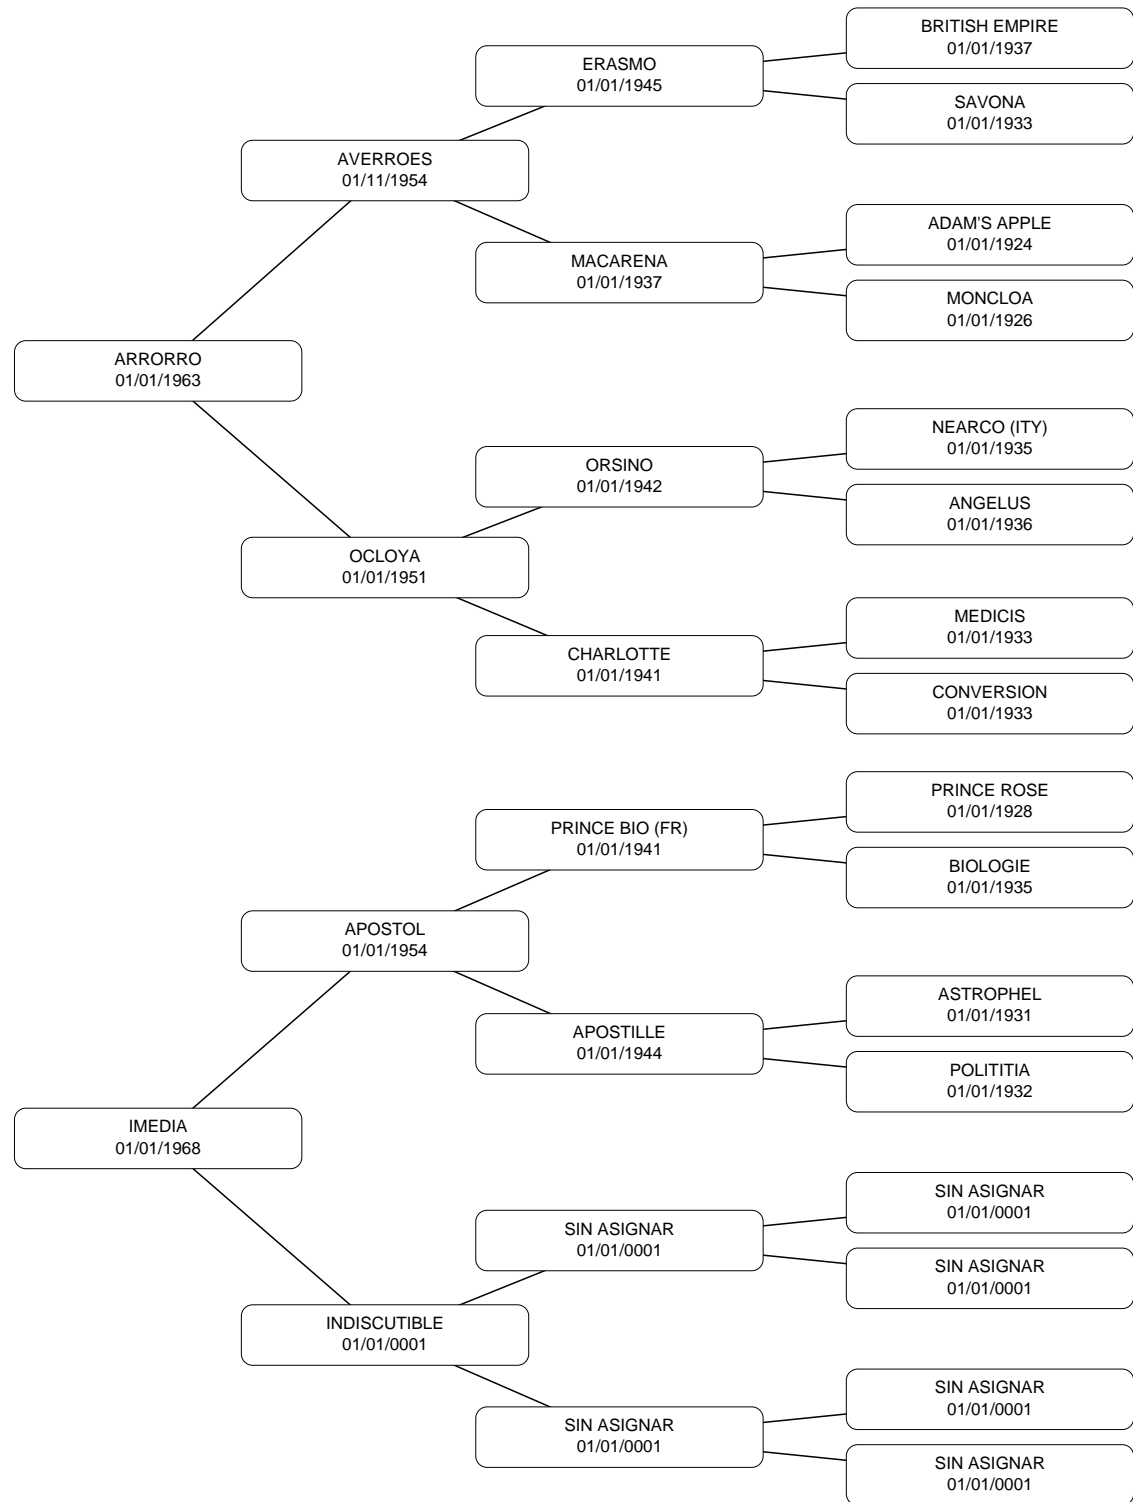 BRITISH EMPIRE
01/01/1937
ERASMO
01/01/1945
SAVONA
01/01/1933
AVERROES
01/11/1954
ADAM'S APPLE
01/01/1924
MACARENA
01/01/1937
MONCLOA
01/01/1926
ARRORRO
01/01/1963
NEARCO (ITY)
01/01/1935
ORSINO
01/01/1942
ANGELUS
01/01/1936
OCLOYA
01/01/1951
MEDICIS
01/01/1933
CHARLOTTE
01/01/1941
CONVERSION
01/01/1933
PRINCE ROSE
01/01/1928
PRINCE BIO (FR)
01/01/1941
BIOLOGIE
01/01/1935
APOSTOL
01/01/1954
ASTROPHEL
01/01/1931
APOSTILLE
01/01/1944
POLITITIA
01/01/1932
IMEDIA
01/01/1968
SIN ASIGNAR
01/01/0001
SIN ASIGNAR
01/01/0001
SIN ASIGNAR
01/01/0001
INDISCUTIBLE
01/01/0001
SIN ASIGNAR
01/01/0001
SIN ASIGNAR
01/01/0001
SIN ASIGNAR
01/01/0001